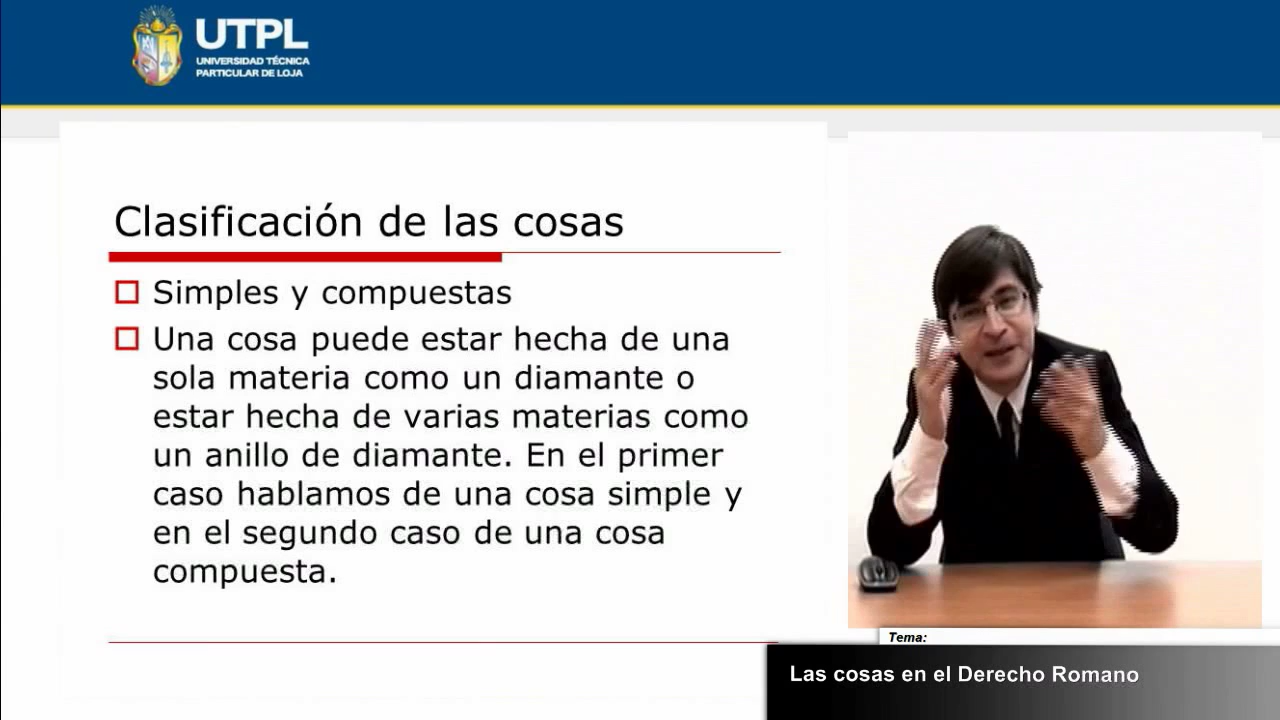 UTPL
UNIVERSIDAD TÉCNICA
PARTICULAR DE LOJA
Clasificación de las cosas
Simples y compuestas
Una cosa puede estar hecha de una
sola materia como un diamante o
estar hecha de varias materias como
un anillo de diamante. En el primer
caso hablamos de una cosa simple y
en el segundo caso de una cosa
compuesta.
Tema:
Las cosas en el Derecho Romano